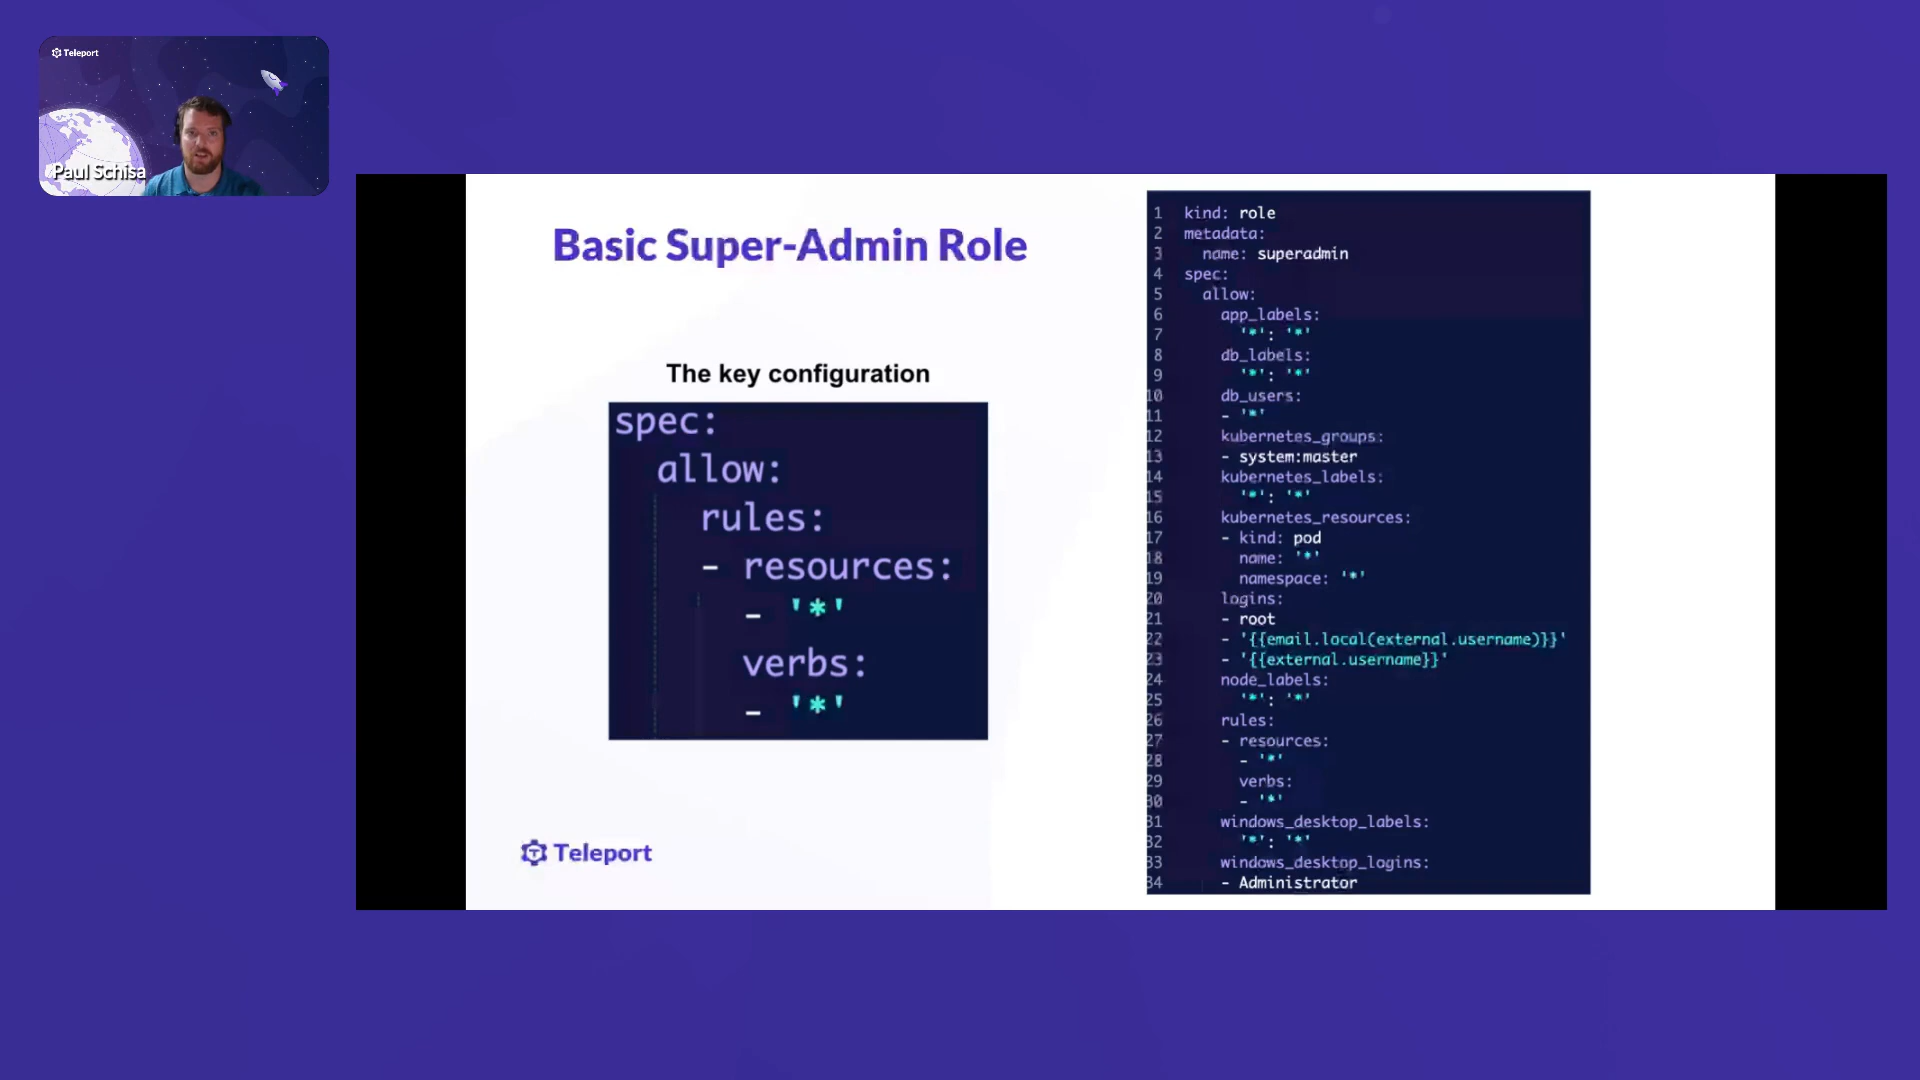 Teleport
Paul Schisa
Basic Super-Admin Role
The key configuration
spec:
allow:
rules:
- resources:
- '*'
verbs:
- '*'
Teleport
1 kind: role
2 metadata:
3 name: superadmin
4 spec:
5 allow:
6 app_labels:
7 '*': '*'
8 db_labels:
9 '*': '*'
10 db_users:
11 - '*'
12 kubernetes_groups:
13 - system:master
14 kubernetes_labels:
15 '*': '*'
16 kubernetes_resources:
17 - kind: pod
18 name: '*'
19 namespace: '*'
20 logins:
21 - root
22 - '{{email.local(external.username)}}'
23 - '{{external.username}}'
24 node_labels:
25 '*': '*'
26 rules:
27 - resources:
28 - '*'
29 verbs:
30 - '*'
31 windows_desktop_labels:
32 '*': '*'
33 windows_desktop_logins:
34 - Administrator